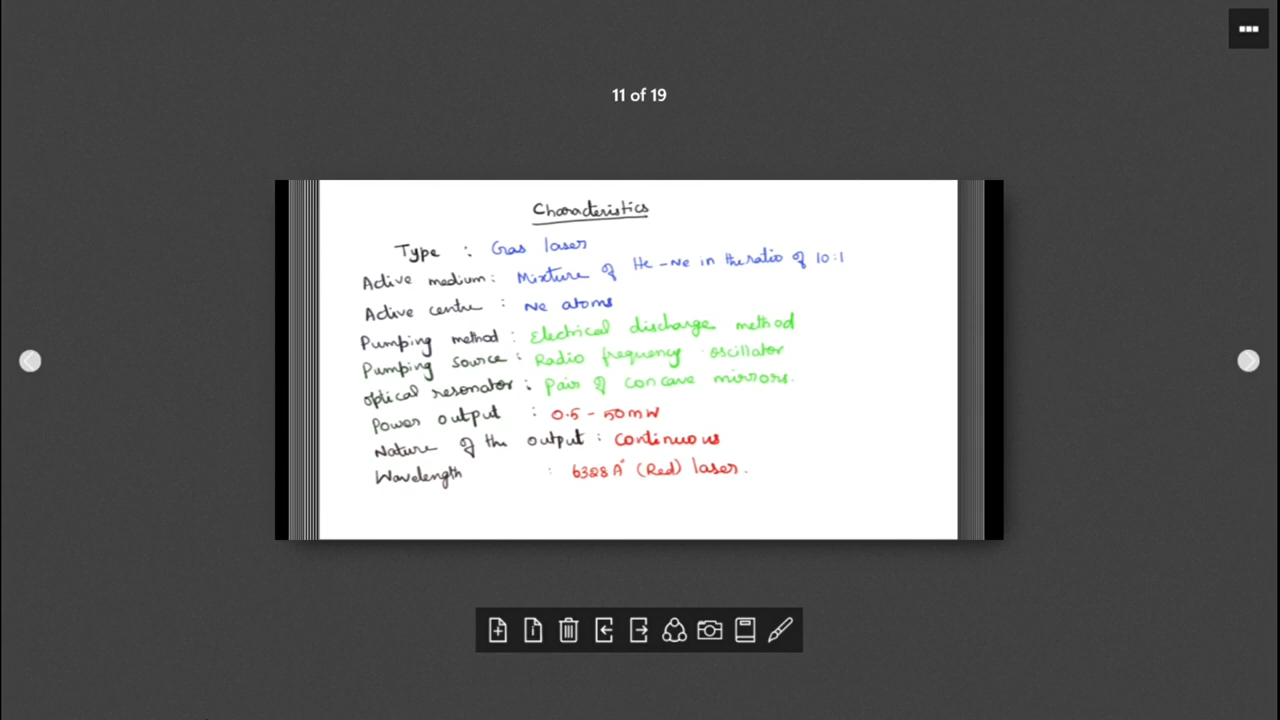 11 of 19
Characteristics
Type : Gas laser
Active medium : Mixture of He-Ne in the ratio of 10:1
Active centre : Ne atoms
Pumping method : Electrical discharge method
Pumping source : Radio frequency oscillator
optical resonator : Pair of concave mirrors.
Power output : 0.5 - 50mW
Nature of the output : continuous
Wavelength : 6328 A° (Red) laser.